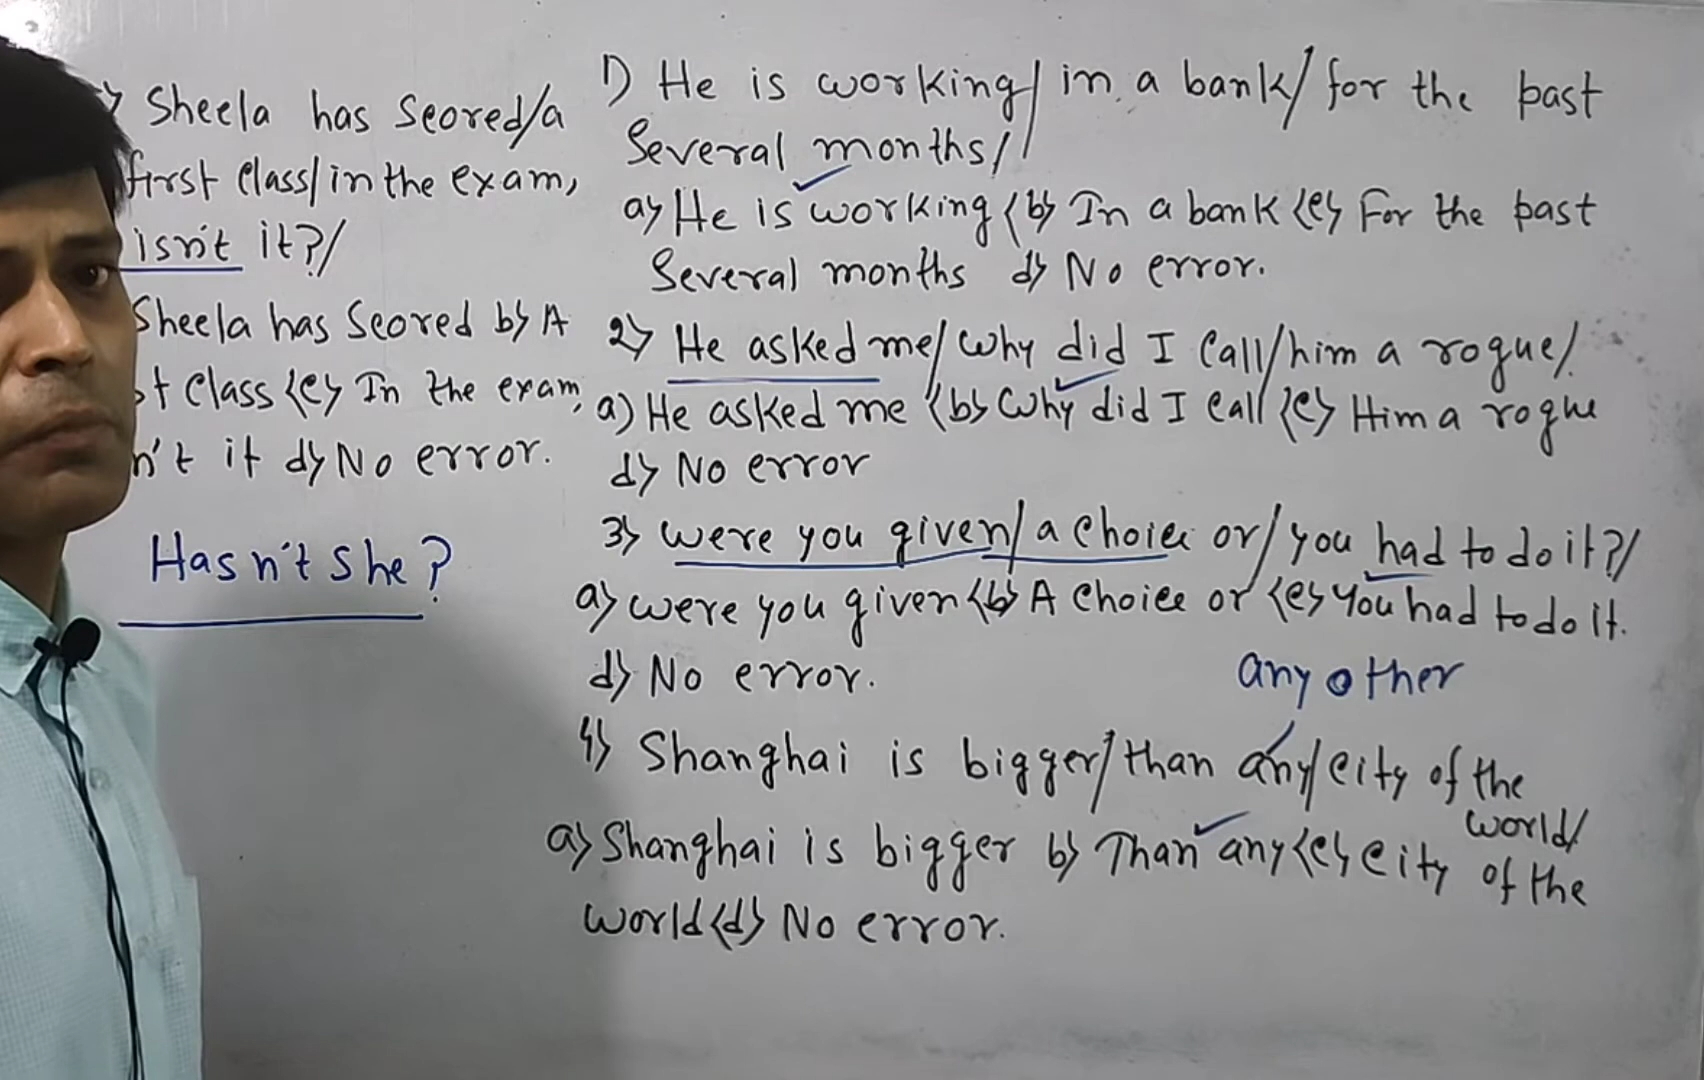 Sheela has Scored/a
first Class/in the exam,
isn't it?/
Sheela has Scored b) A
Class (c) In the exam,
it d) No error.
Hasn't she?
1) He is working/in a bank/for the past
Several months/
a) He is working (b) In a bank (c) For the past
Several months d) No error.
2) He asked me/Why did I Call/him a rogue/.
a) He asked me (b) Why did I Call (c) Him a rogue
d) No error
3) Were you given/a choice or/you had to do it?/
a) Were you given (b) A Choice or (c) You had to do it.
d) No error.
any other
4) Shanghai is bigger/than any/city of the
world/
a) Shanghai is bigger b) Than any (c) City of the
World (d) No error.